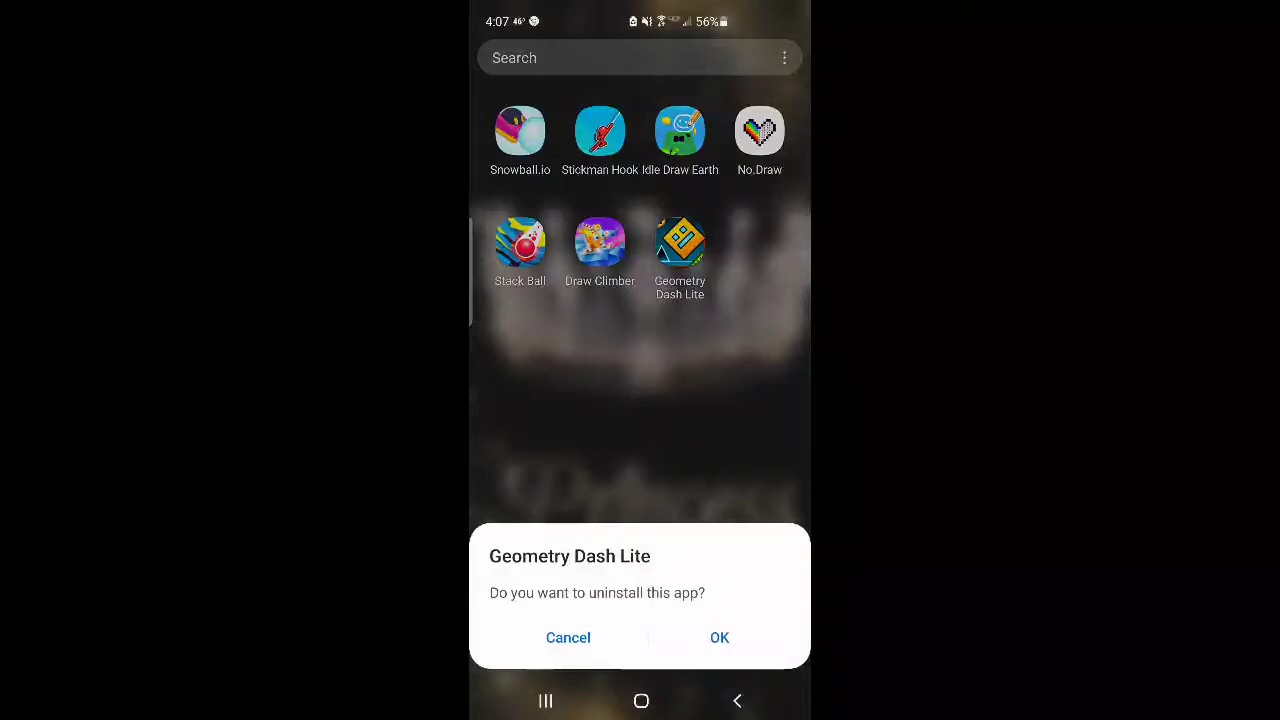 4:07 46° 56%
Search
Snowball.io Stickman Hook Idle Draw Earth No.Draw
Stack Ball Draw Climber Geometry
Dash Lite
Princess
Geometry Dash Lite
Do you want to uninstall this app?
Cancel OK